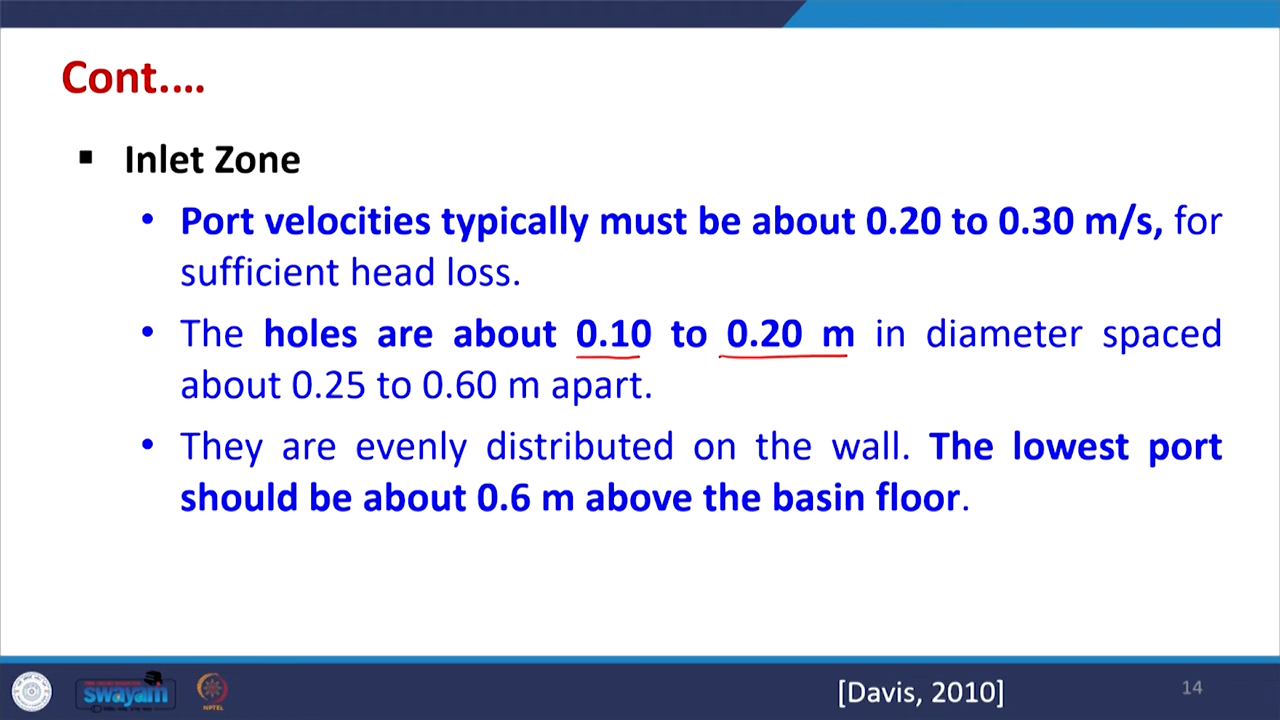 Cont.…
▪ Inlet Zone
• Port velocities typically must be about 0.20 to 0.30 m/s, for
sufficient head loss.
• The holes are about 0.10 to 0.20 m in diameter spaced
about 0.25 to 0.60 m apart.
• They are evenly distributed on the wall. The lowest port
should be about 0.6 m above the basin floor.
swayam
NPTEL
[Davis, 2010]
14